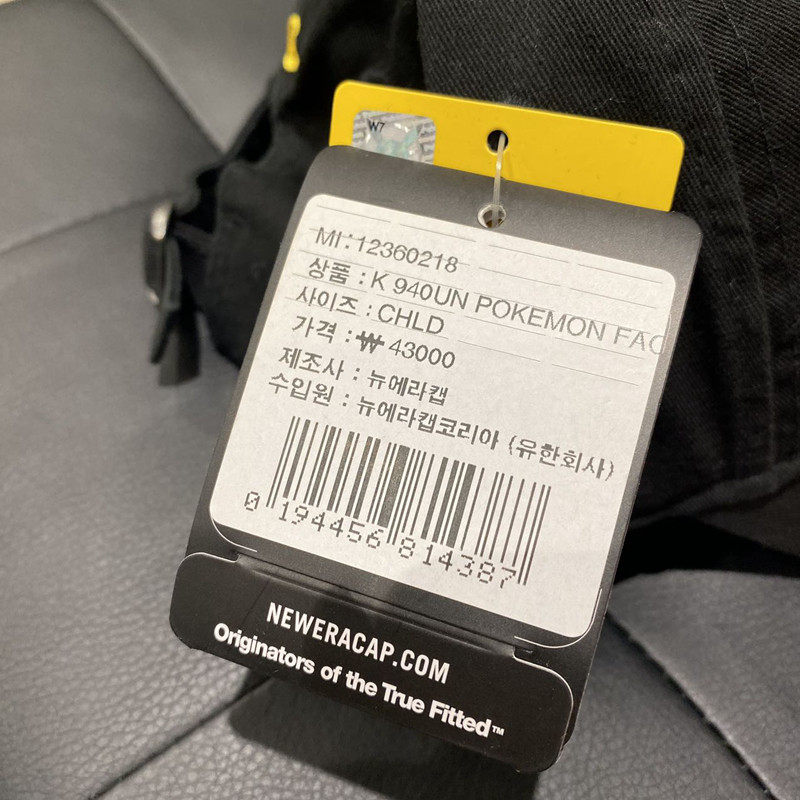 W7
MI:12360218
상품 : K 940UN POKEMON FAC
사이즈 : CHLD
가격 : ₩ 43000
제조사 : 뉴에라캡
수입원 : 뉴에라캡코리아 (유한회사)
0 194456 814387
NEWERACAP.COM
Originators of the True Fitted™